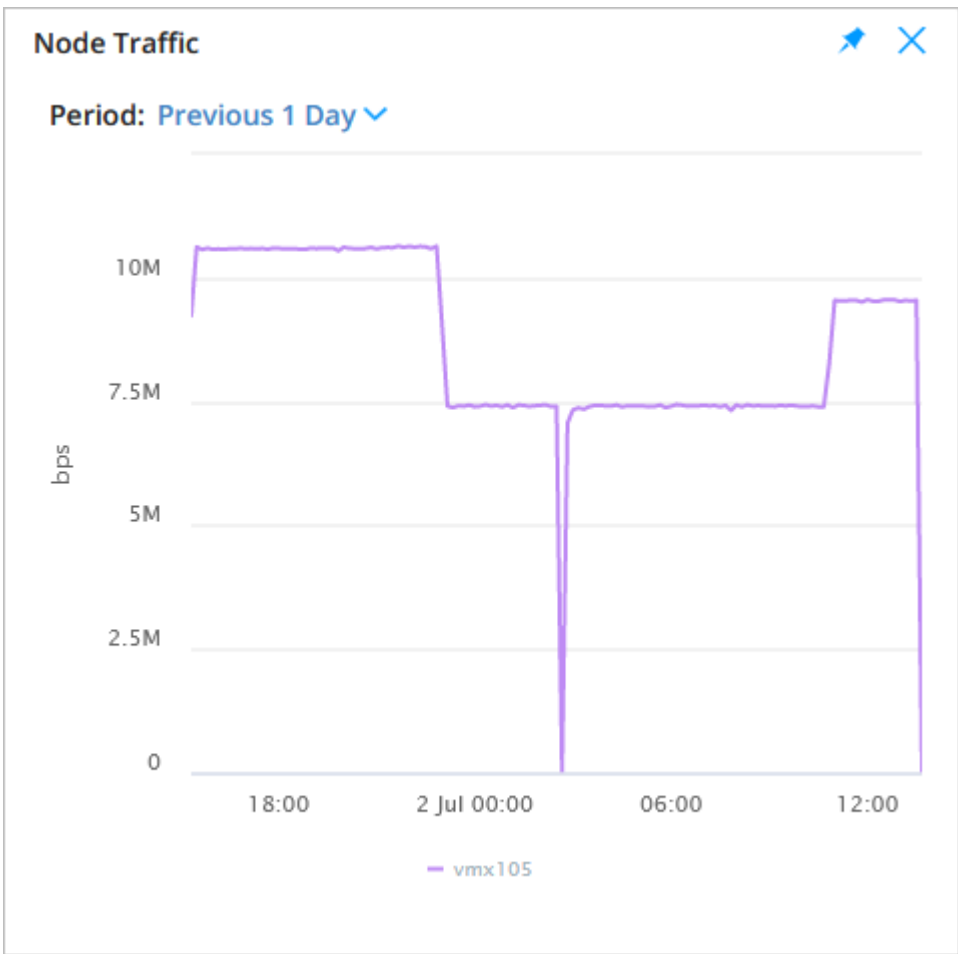 Node Traffic
Period: Previous 1 Day
10M
7.5M
5M
2.5M
0
bps
18:00 2 Jul 00:00 06:00 12:00
vmx105